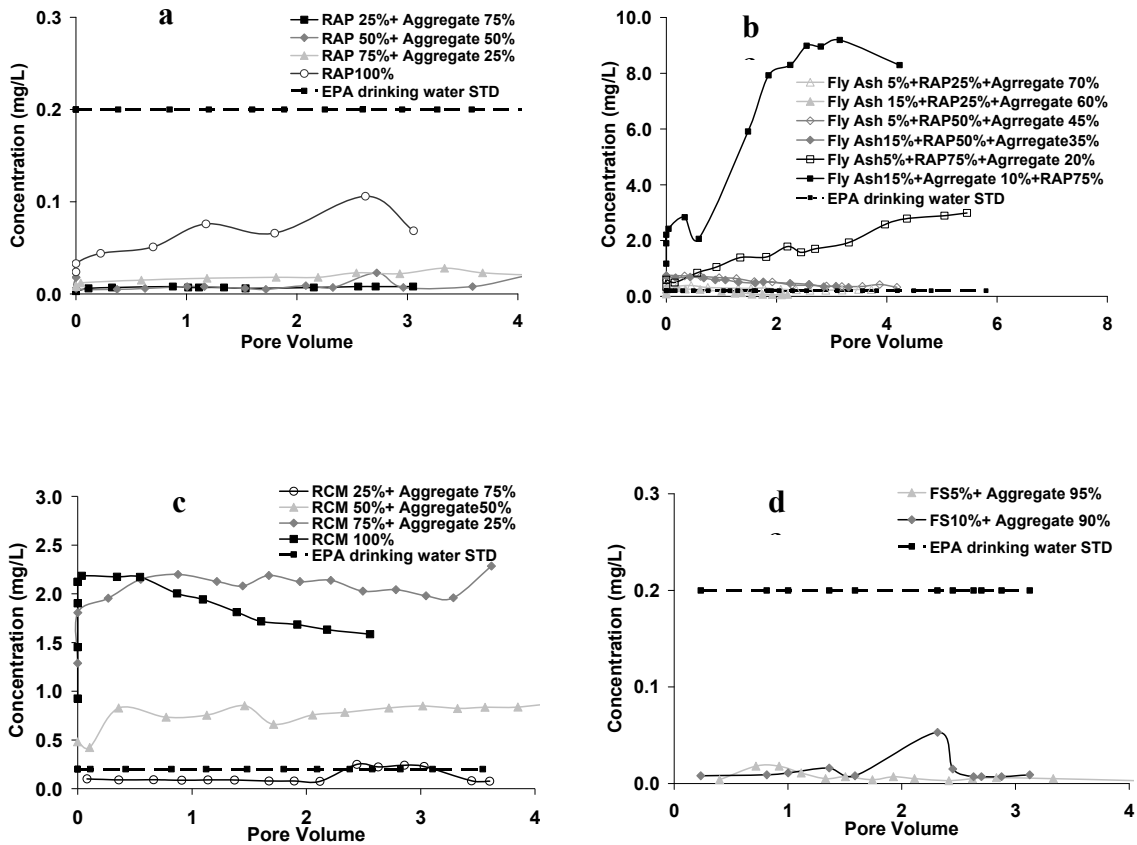 a
RAP 25%+ Aggregate 75%
RAP 50%+ Aggregate 50%
RAP 75%+ Aggregate 25%
RAP100%
EPA drinking water STD
Concentration (mg/L)
0.3
0.2
0.1
0.0
0 1 2 3 4
Pore Volume
b
Fly Ash 5%+RAP25%+Agrregate 70%
Fly Ash 15%+RAP25%+Agrregate 60%
Fly Ash 5%+RAP50%+Agrregate 45%
Fly Ash15%+RAP50%+Agrregate35%
Fly Ash5%+RAP75%+Agrregate 20%
Fly Ash15%+Agrregate 10%+RAP75%
EPA drinking water STD
Concentration (mg/L)
10.0
8.0
6.0
4.0
2.0
0.0
0 2 4 6 8
Pore Volume
c
RCM 25%+ Aggregate 75%
RCM 50%+ Aggregate50%
RCM 75%+ Aggregate 25%
RCM 100%
EPA drinking water STD
Concentration (mg/L)
3.0
2.5
2.0
1.5
1.0
0.5
0.0
0 1 2 3 4
Pore Volume
d
FS5%+ Aggregate 95%
FS10%+ Aggregate 90%
EPA drinking water STD
Concentration (mg/L)
0.3
0.2
0.1
0.0
0 1 2 3 4
Pore Volume